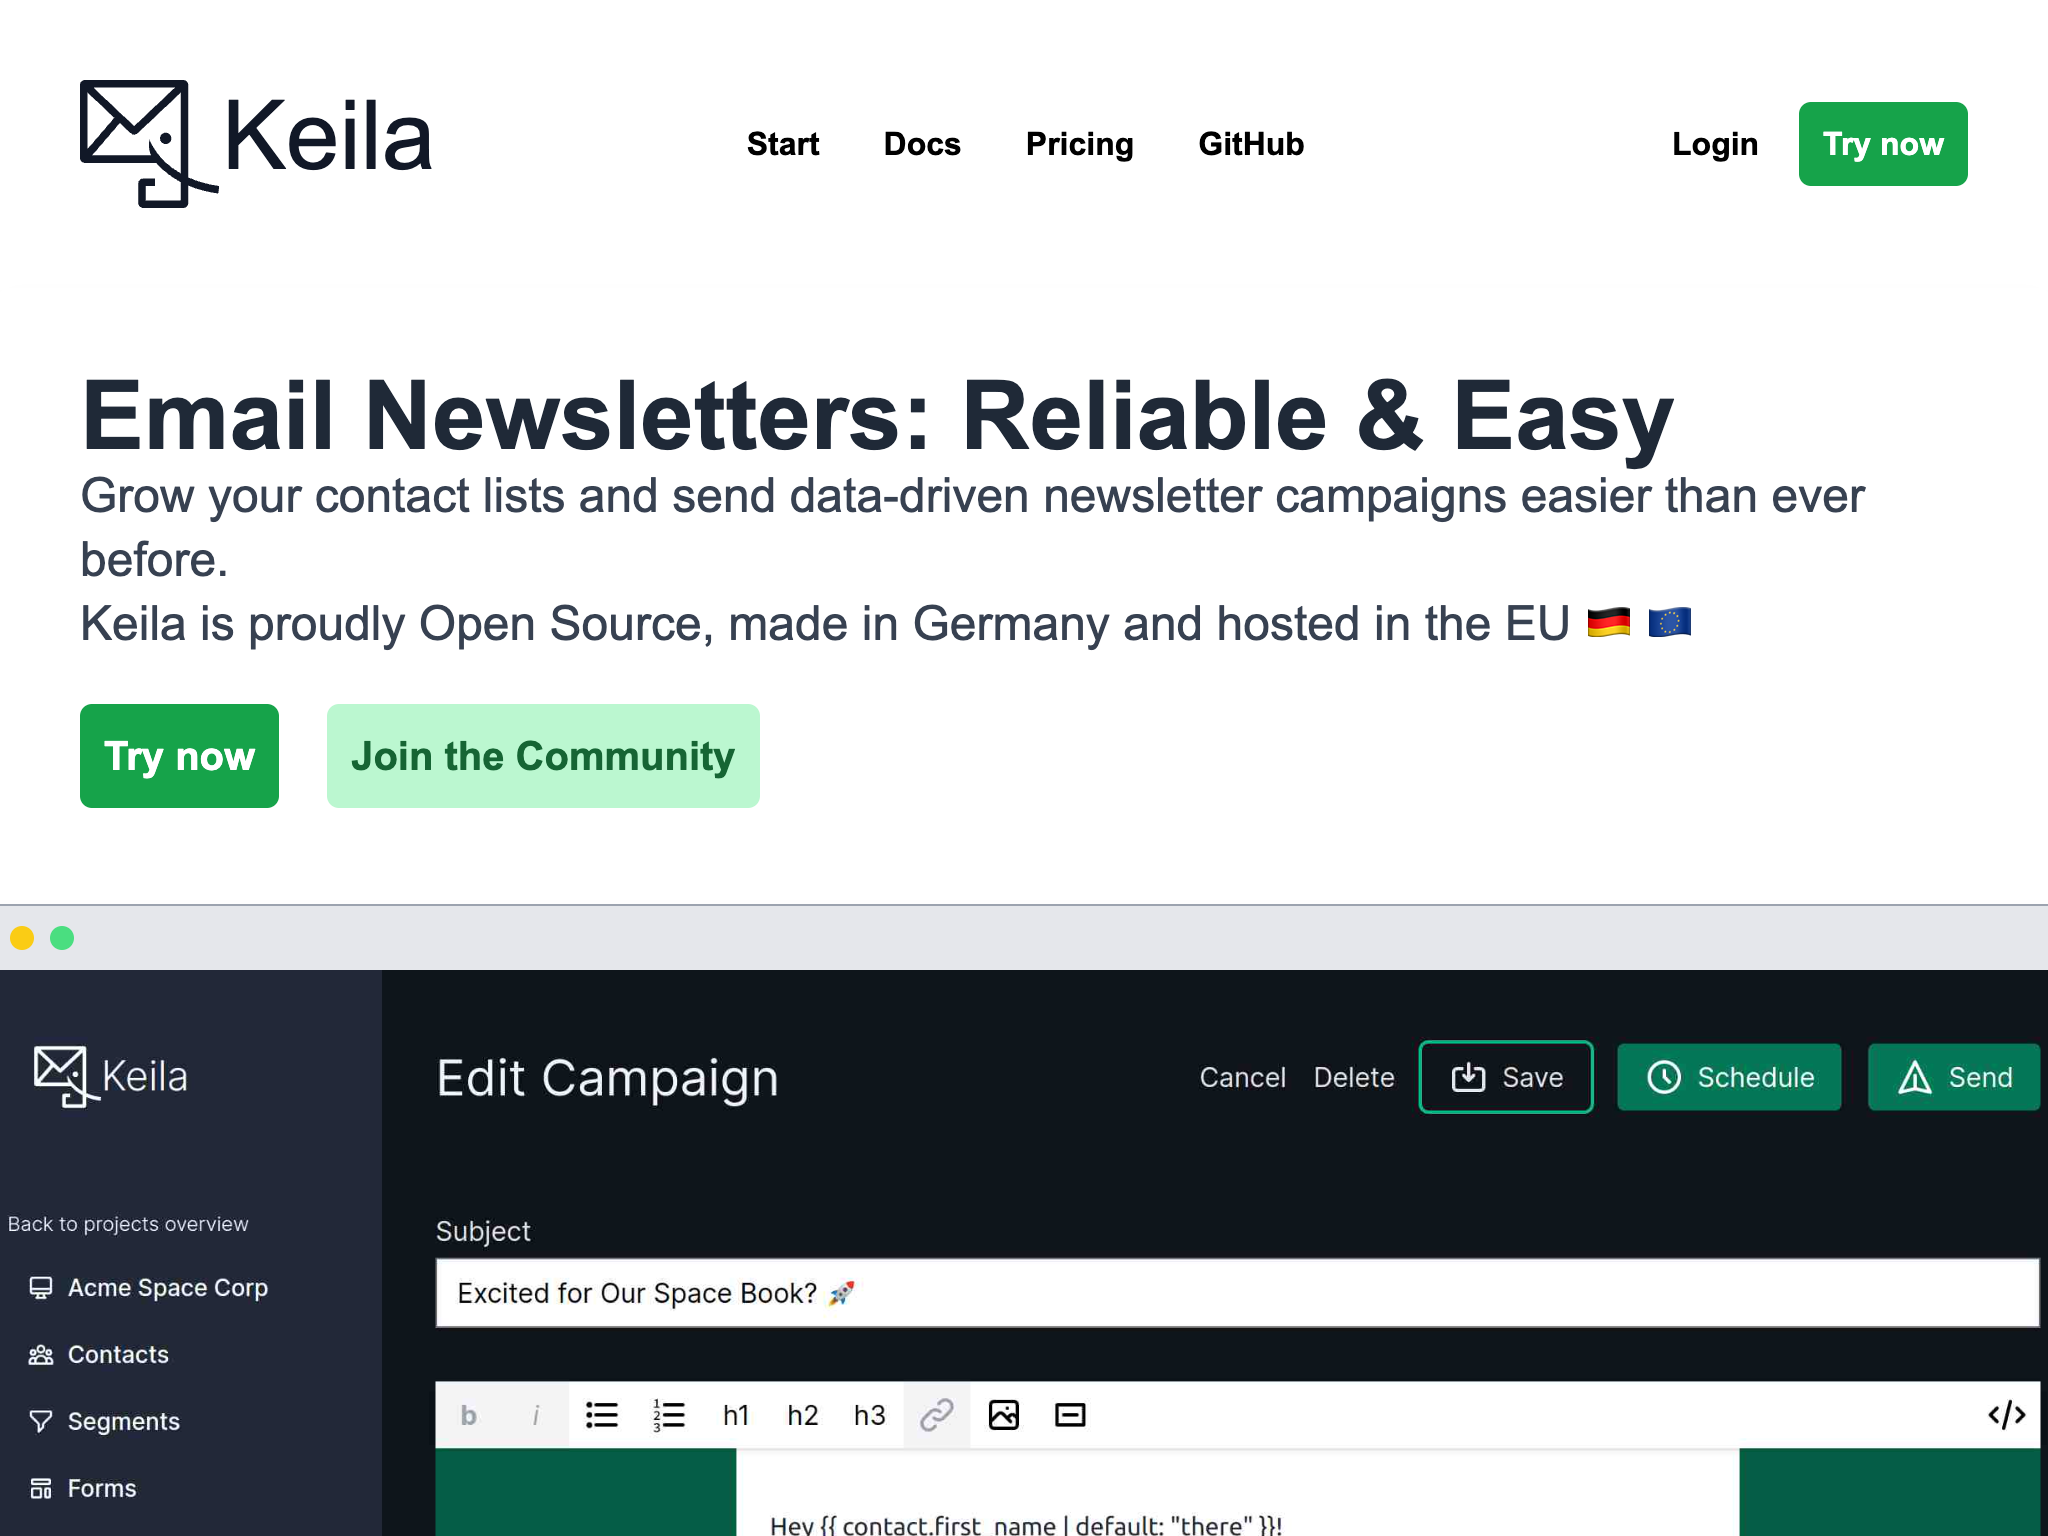 Keila
Start Docs Pricing GitHub
Login Try now
Email Newsletters: Reliable & Easy
Grow your contact lists and send data-driven newsletter campaigns easier than ever
before.
Keila is proudly Open Source, made in Germany and hosted in the EU 🇩🇪 🇪🇺
Try now Join the Community
Keila
Edit Campaign
Cancel Delete Save Schedule Send
Back to projects overview
Subject
Acme Space Corp
Excited for Our Space Book? 🚀
Contacts
Segments
b i h1 h2 h3 </>
Forms
Hey {{ contact.first_name | default: "there" }}!